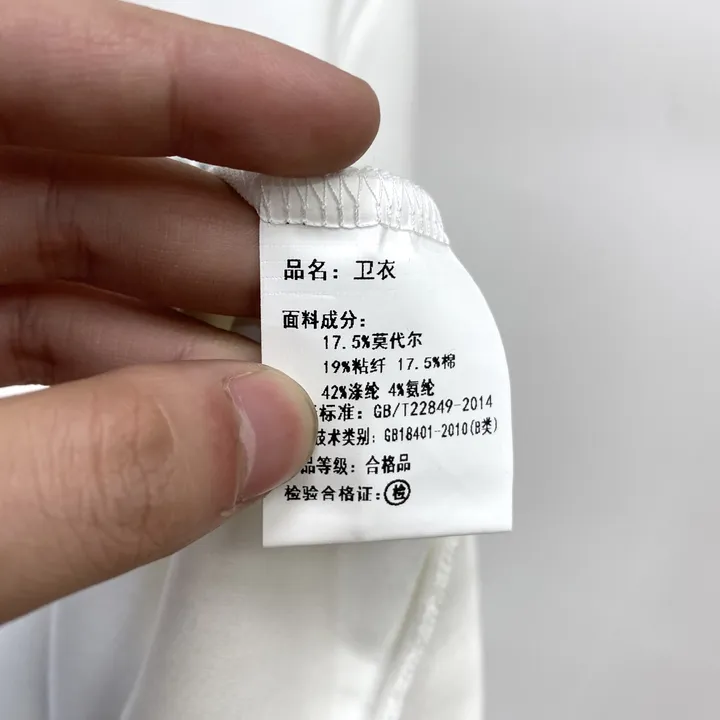 品名：卫衣
面料成分：
17.5%莫代尔
19%粘纤 17.5%棉
42%涤纶 4%氨纶
标准：GB/T22849-2014
技术类别：GB18401-2010(B类)
品等级：合格品
检验合格证：检